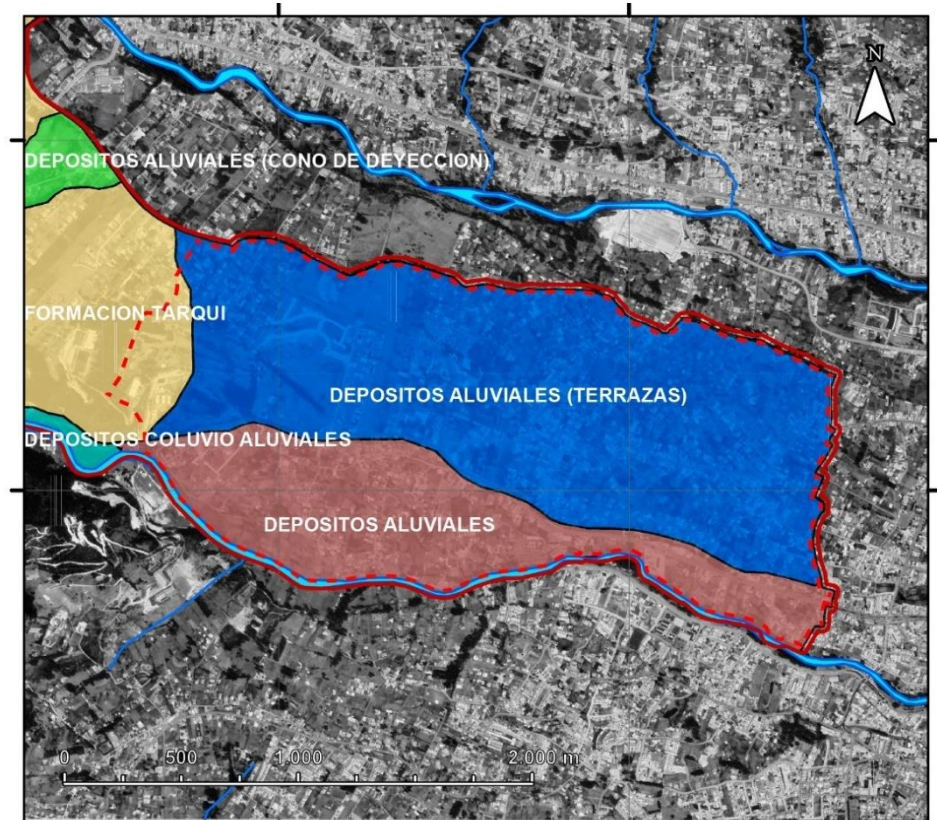 N
DEPOSITOS ALUVIALES (CONO DE DEYECCION)
FORMACION TARQUI
DEPOSITOS ALUVIALES (TERRAZAS)
DEPOSITOS COLUVIO ALUVIALES
DEPOSITOS ALUVIALES
0 500 1.000 2.000 m